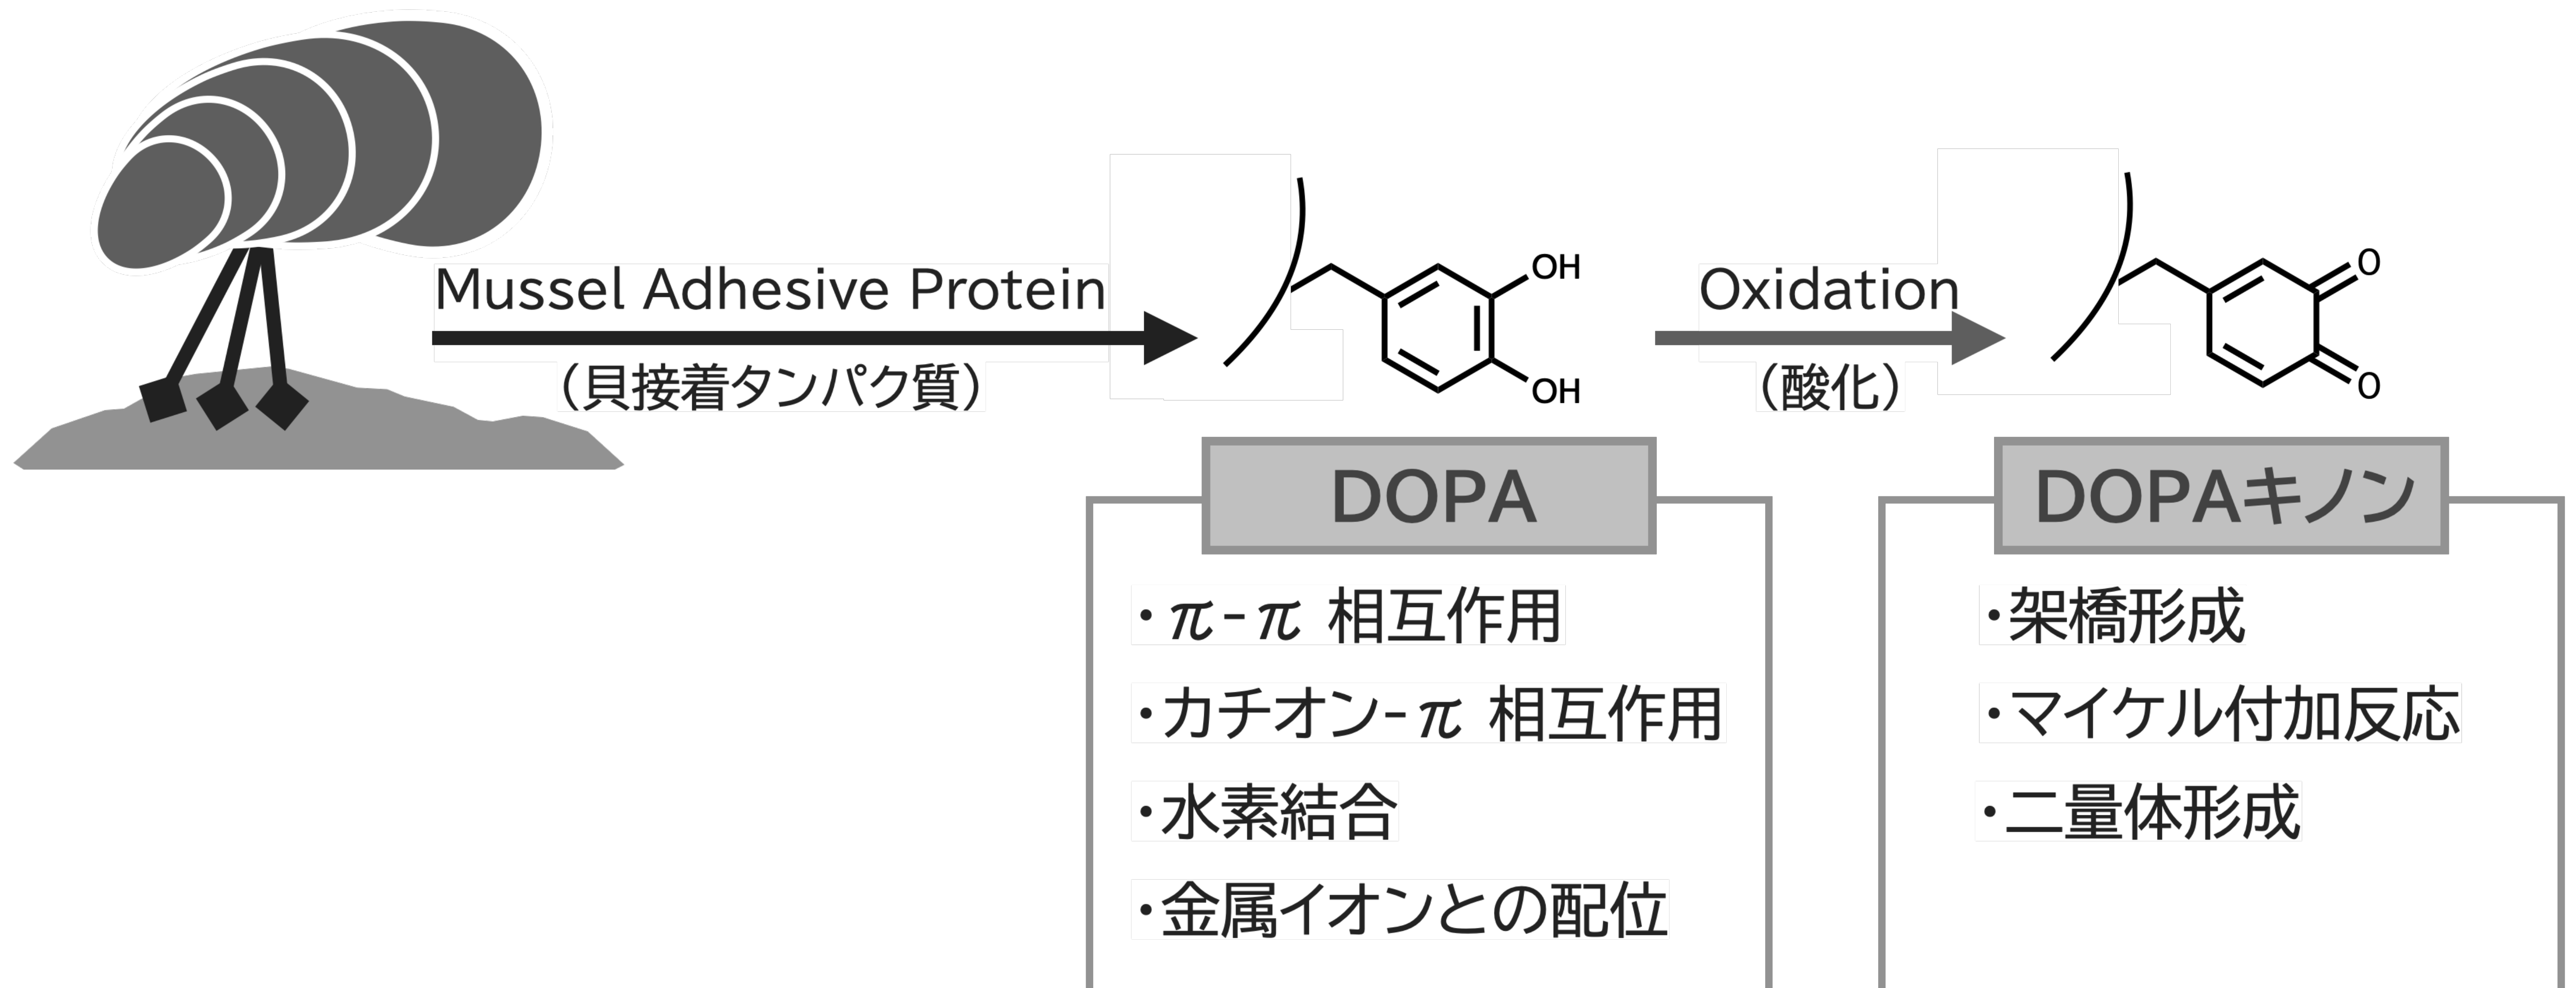 Mussel Adhesive Protein
（貝接着タンパク質）
OH
OH
Oxidation
（酸化）
O
O
DOPA
・π-π 相互作用
・カチオン-π 相互作用
・水素結合
・金属イオンとの配位
DOPAキノン
・架橋形成
・マイケル付加反応
・二量体形成